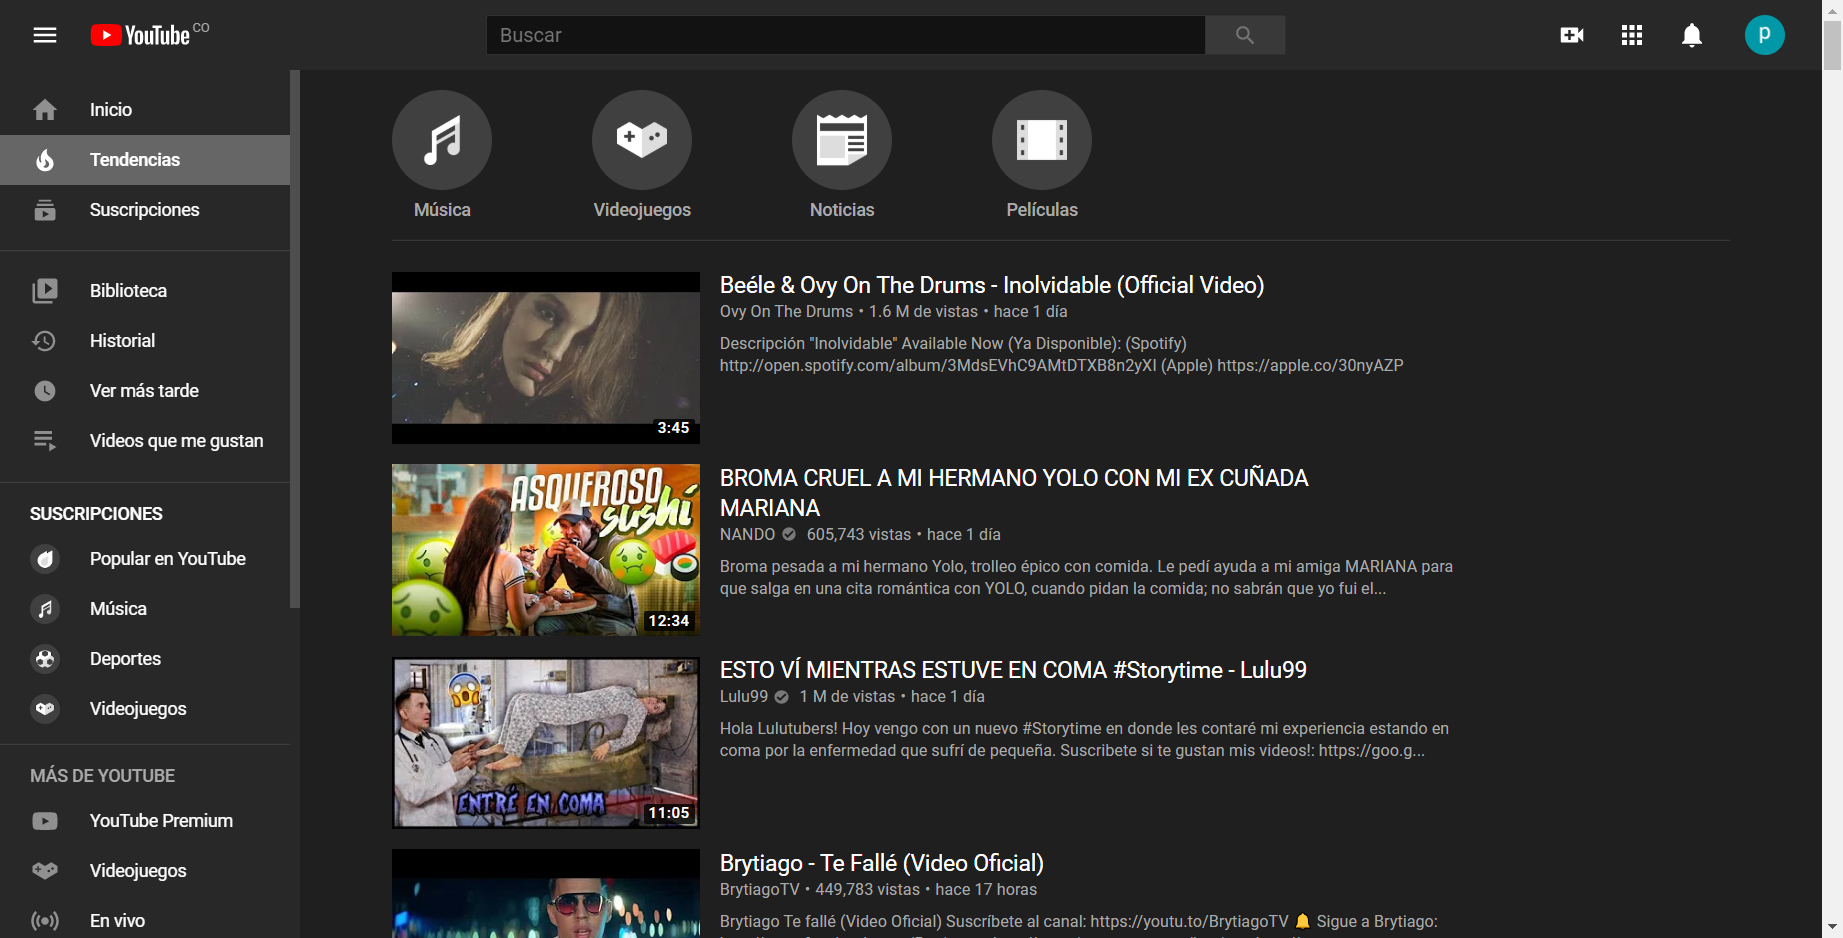 YouTube CO
Buscar
p
Inicio
Tendencias
Suscripciones
Biblioteca
Historial
Ver más tarde
Videos que me gustan
SUSCRIPCIONES
Popular en YouTube
Música
Deportes
Videojuegos
MÁS DE YOUTUBE
YouTube Premium
Videojuegos
En vivo
Música
Videojuegos
Noticias
Películas
3:45
Beéle & Ovy On The Drums - Inolvidable (Official Video)
Ovy On The Drums • 1.6 M de vistas • hace 1 día
Descripción "Inolvidable" Available Now (Ya Disponible): (Spotify)
http://open.spotify.com/album/3MdsEVhC9AMtDTXB8n2yXI (Apple) https://apple.co/30nyAZP
ASQUEROSO
sushi
12:34
BROMA CRUEL A MI HERMANO YOLO CON MI EX CUÑADA
MARIANA
NANDO 605,743 vistas • hace 1 día
Broma pesada a mi hermano Yolo, trolleo épico con comida. Le pedí ayuda a mi amiga MARIANA para
que salga en una cita romántica con YOLO, cuando pidan la comida; no sabrán que yo fui el...
ENTRÉ EN COMA
11:05
ESTO VÍ MIENTRAS ESTUVE EN COMA #Storytime - Lulu99
Lulu99 1 M de vistas • hace 1 día
Hola Lulutubers! Hoy vengo con un nuevo #Storytime en donde les contaré mi experiencia estando en
coma por la enfermedad que sufrí de pequeña. Suscribete si te gustan mis videos!: https://goo.g...
Brytiago - Te Fallé (Video Oficial)
BrytiagoTV • 449,783 vistas • hace 17 horas
Brytiago Te fallé (Video Oficial) Suscríbete al canal: https://youtu.to/BrytiagoTV 🔔 Sigue a Brytiago: